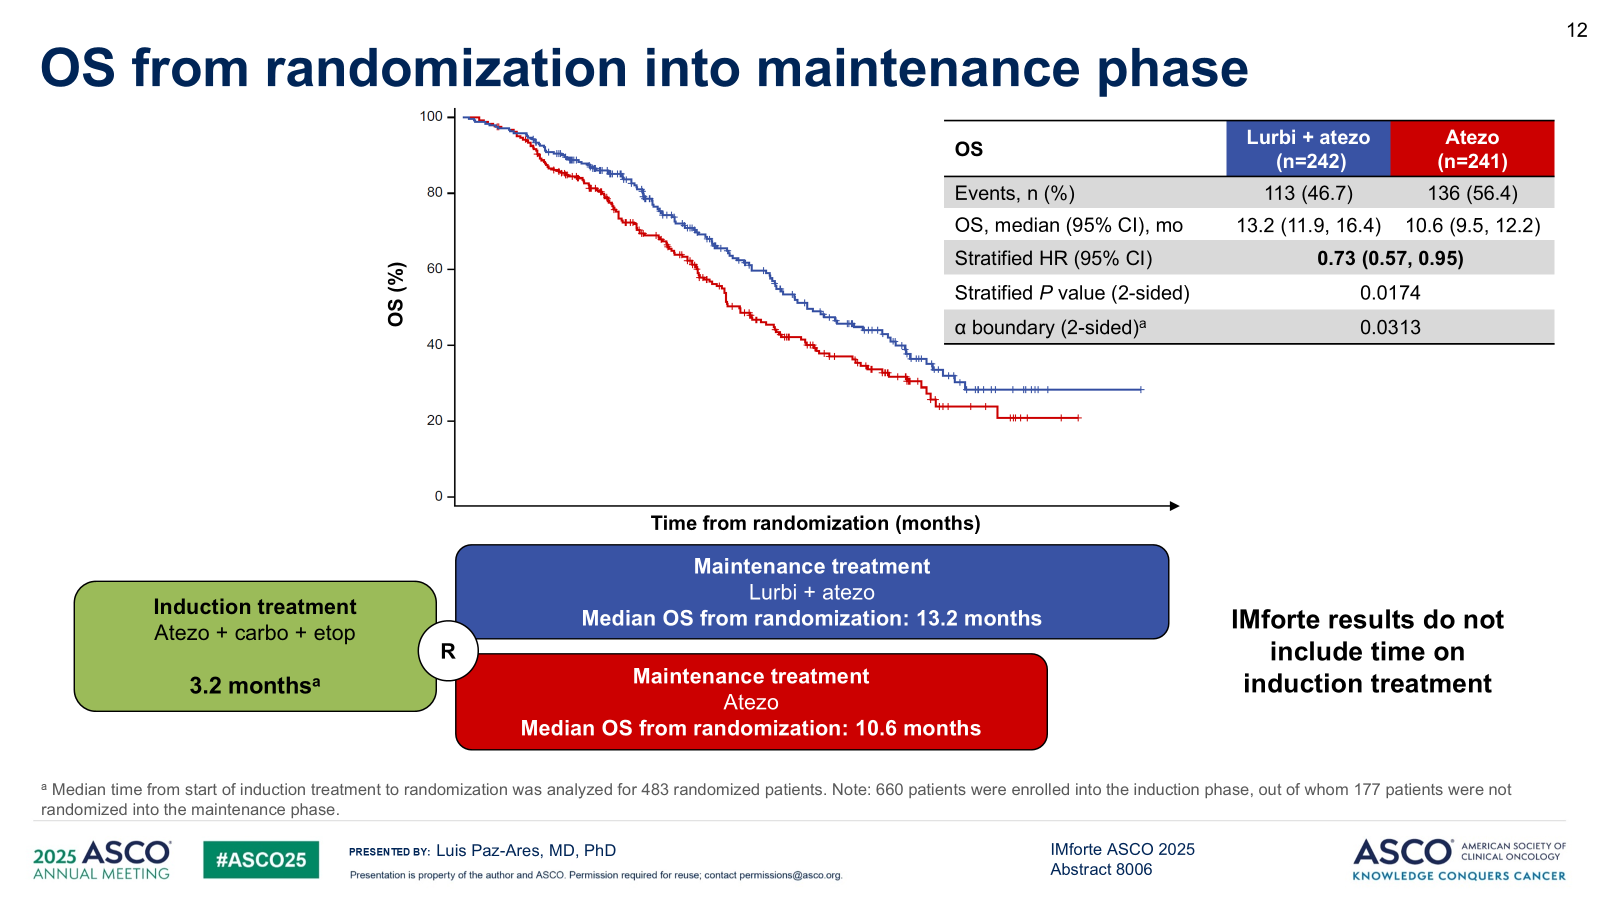 12
OS from randomization into maintenance phase
100
80
60
40
20
0
OS (%)
Time from randomization (months)
OS Lurbi + atezo (n=242) Atezo (n=241)
Events, n (%) 113 (46.7) 136 (56.4)
OS, median (95% CI), mo 13.2 (11.9, 16.4) 10.6 (9.5, 12.2)
Stratified HR (95% CI) 0.73 (0.57, 0.95)
Stratified P value (2-sided) 0.0174
α boundary (2-sided)ᵃ 0.0313
Induction treatment
Atezo + carbo + etop
3.2 monthsᵃ
R
Maintenance treatment
Lurbi + atezo
Median OS from randomization: 13.2 months
Maintenance treatment
Atezo
Median OS from randomization: 10.6 months
IMforte results do not
include time on
induction treatment
ᵃ Median time from start of induction treatment to randomization was analyzed for 483 randomized patients. Note: 660 patients were enrolled into the induction phase, out of whom 177 patients were not
randomized into the maintenance phase.
2025 ASCO®
ANNUAL MEETING
#ASCO25
PRESENTED BY: Luis Paz-Ares, MD, PhD
Presentation is property of the author and ASCO. Permission required for reuse; contact permissions@asco.org.
IMforte ASCO 2025
Abstract 8006
ASCO® AMERICAN SOCIETY OF
CLINICAL ONCOLOGY
KNOWLEDGE CONQUERS CANCER